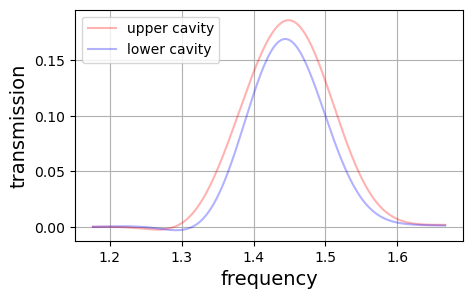 upper cavity
lower cavity
transmission
0.15
0.10
0.05
0.00
1.2 1.3 1.4 1.5 1.6
frequency